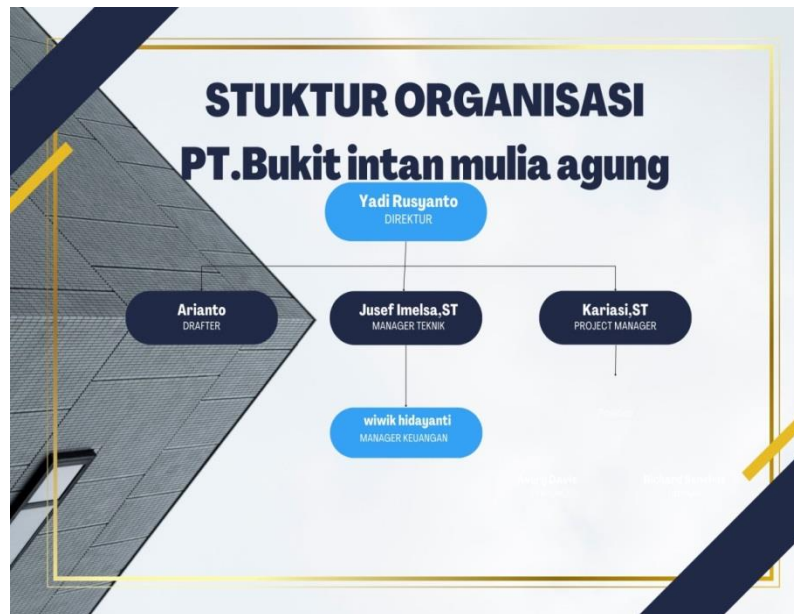 STUKTUR ORGANISASI
PT.Bukit intan mulia agung
Yadi Rusyanto
DIREKTUR
Arianto
DRAFTER
Jusef Imelsa,ST
MANAGER TEKNIK
Kariasi,ST
PROJECT MANAGER
wiwik hidayanti
MANAGER KEUANGAN